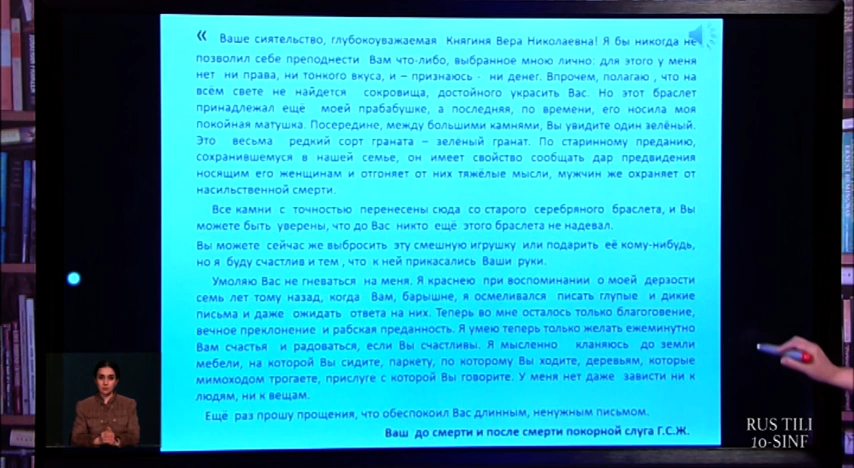 « Ваше сиятельство, глубокоуважаемая Княгиня Вера Николаевна! Я бы никогда не
позволил себе преподнести Вам что-либо, выбранное мною лично: для этого у меня
нет ни права, ни тонкого вкуса, и – признаюсь - ни денег. Впрочем, полагаю , что на
всём свете не найдется сокровища, достойного украсить Вас. Но этот браслет
принадлежал ещё моей прабабушке, а последняя, по времени, его носила моя
покойная матушка. Посередине, между большими камнями, Вы увидите один зелёный.
Это весьма редкий сорт граната – зелёный гранат. По старинному преданию,
сохранившемуся в нашей семье, он имеет свойство сообщать дар предвидения
носящим его женщинам и отгоняет от них тяжёлые мысли, мужчин же охраняет от
насильственной смерти.
Все камни с точностью перенесены сюда со старого серебряного браслета, и Вы
можете быть уверены, что до Вас никто ещё этого браслета не надевал.
Вы можете сейчас же выбросить эту смешную игрушку или подарить её кому-нибудь,
но я буду счастлив и тем , что к ней прикасались Ваши руки.
Умоляю Вас не гневаться на меня. Я краснею при воспоминании о моей дерзости
семь лет тому назад, когда Вам, барышне, я осмеливался писать глупые и дикие
письма и даже ожидать ответа на них. Теперь во мне осталось только благоговение,
вечное преклонение и рабская преданность. Я умею теперь только желать ежеминутно
Вам счастья и радоваться, если Вы счастливы. Я мысленно кланяюсь до земли
мебели, на которой Вы сидите, паркету, по которому Вы ходите, деревьям, которые
мимоходом трогаете, прислуге с которой Вы говорите. У меня нет даже зависти ни к
людям, ни к вещам.
Ещё раз прошу прощения, что обеспокоил Вас длинным, ненужным письмом.
Ваш до смерти и после смерти покорной слуга Г.С.Ж.
RUS TILI
10-SINF